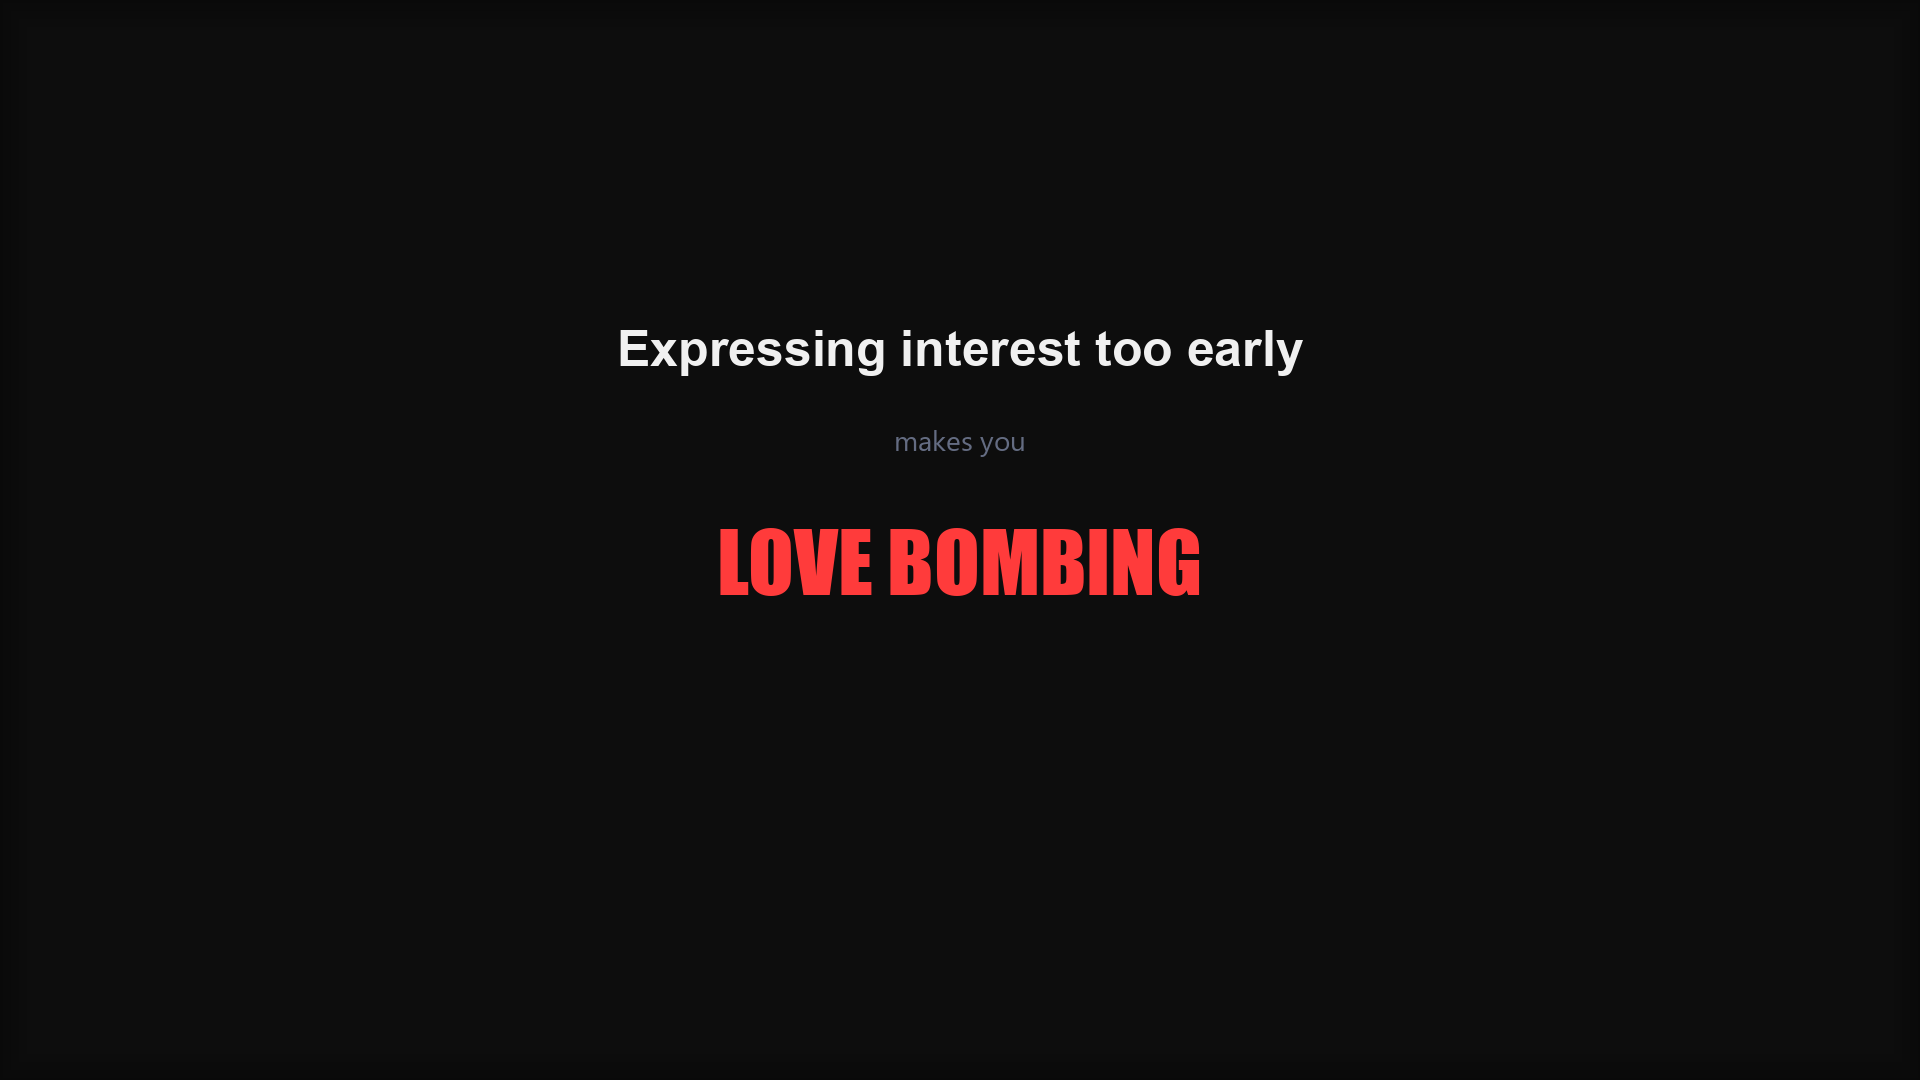 Expressing interest too early
makes you
LOVE BOMBING